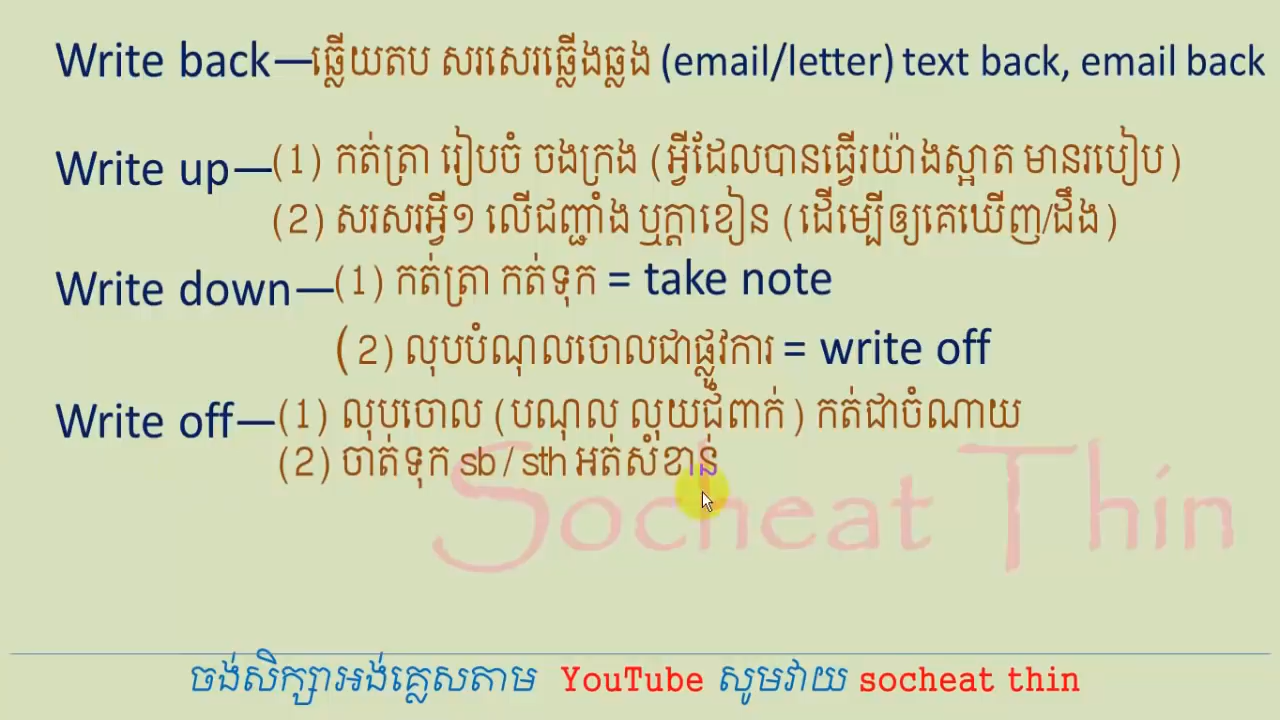 Write back—ឆ្លើយតប សរសេរឆ្លើងឆ្លង (email/letter) text back, email back
Write up—(1) កត់ត្រា រៀបចំ ចងក្រង (អ្វីដែលបានធ្វើរយ៉ាងស្អាត មានរបៀប)
(2) សរសរអ្វី១ លើជញ្ជាំង ឬក្តាខៀន (ដើម្បីឲ្យគេឃើញ/ដឹង)
Write down—(1) កត់ត្រា កត់ទុក = take note
(2) លុបបំណុលចោលជាផ្លូវការ = write off
Write off—(1) លុបចោល (បណុល លុយជំពាក់) កត់ជាចំណាយ
(2) ចាត់ទុក sb / sth អត់សំខាន់
Socheat Thin
ចង់សិក្សាអង់គ្លេសតាម YouTube សូមវាយ socheat thin